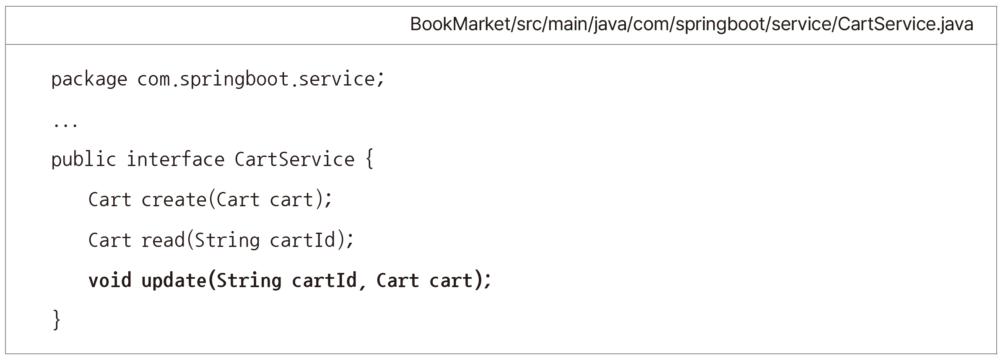 BookMarket/src/main/java/com/springboot/service/CartService.java
package com.springboot.service;
...
public interface CartService {
Cart create(Cart cart);
Cart read(String cartId);
void update(String cartId, Cart cart);
}